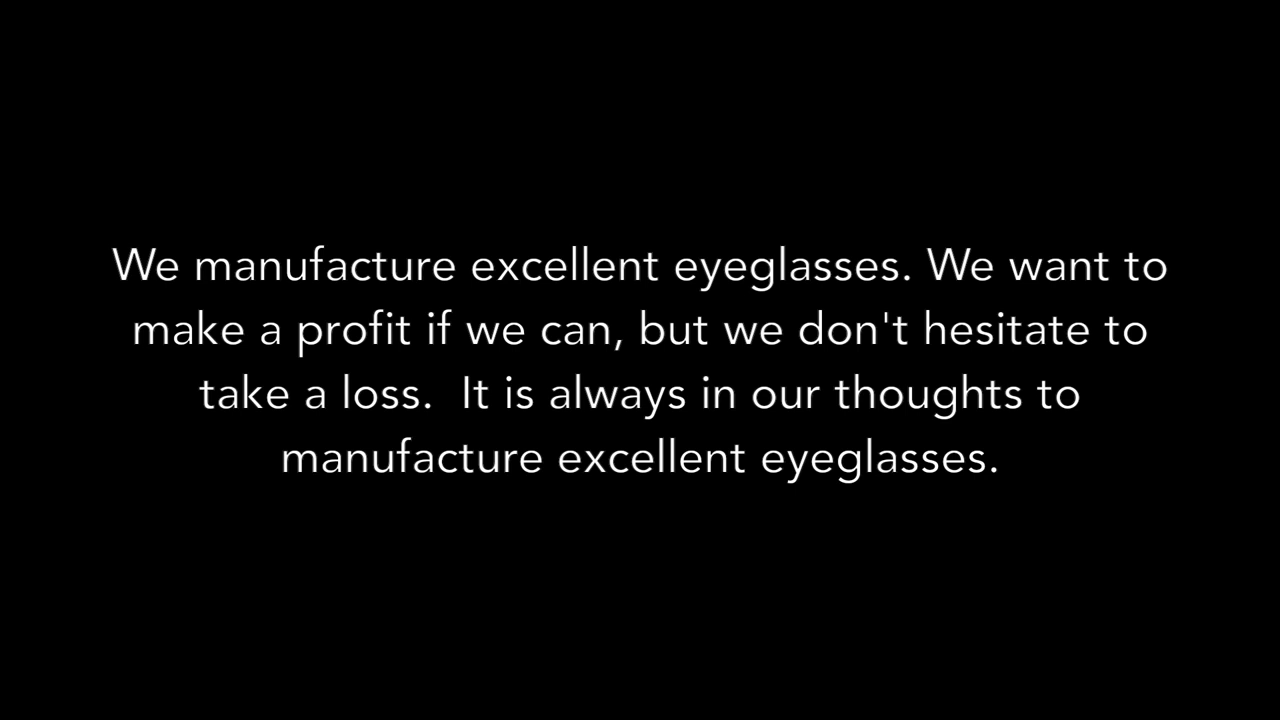 We manufacture excellent eyeglasses. We want to
make a profit if we can, but we don't hesitate to
take a loss.  It is always in our thoughts to
manufacture excellent eyeglasses.